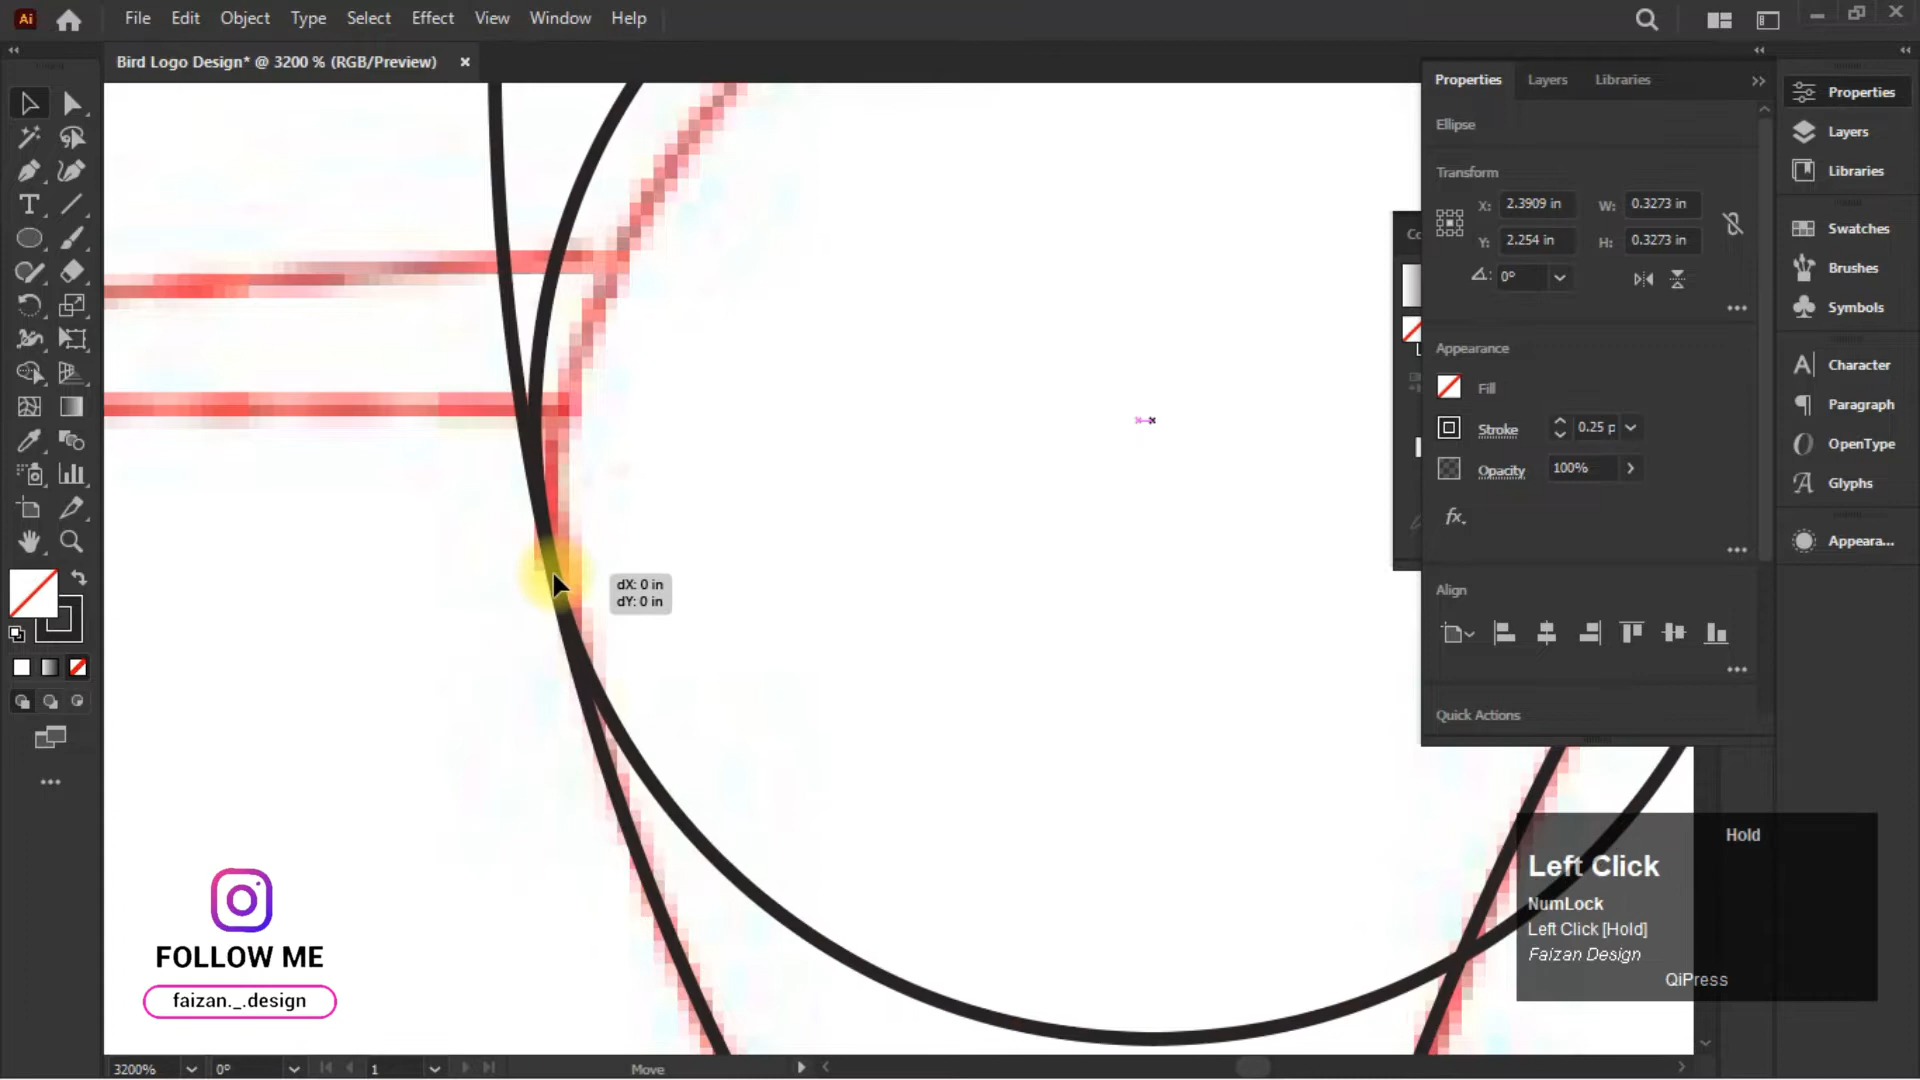 Ai File Edit Object Type Select Effect View Window Help
Bird Logo Design* @ 3200 % (RGB/Preview) ×
Properties Layers Libraries
Ellipse
Transform
X: 2.3909 in W: 0.3273 in
Y: 2.254 in H: 0.3273 in
0°
Appearance
Fill
Stroke 0.25 p
Opacity 100%
fx.
Align
Quick Actions
Properties
Layers
Libraries
Swatches
Brushes
Symbols
Character
Paragraph
OpenType
Glyphs
Appeara...
dX: 0 in
dY: 0 in
FOLLOW ME
faizan._.design
Hold
Left Click
NumLock
Left Click [Hold]
Faizan Design
QiPress
3200% 0° 1 Move